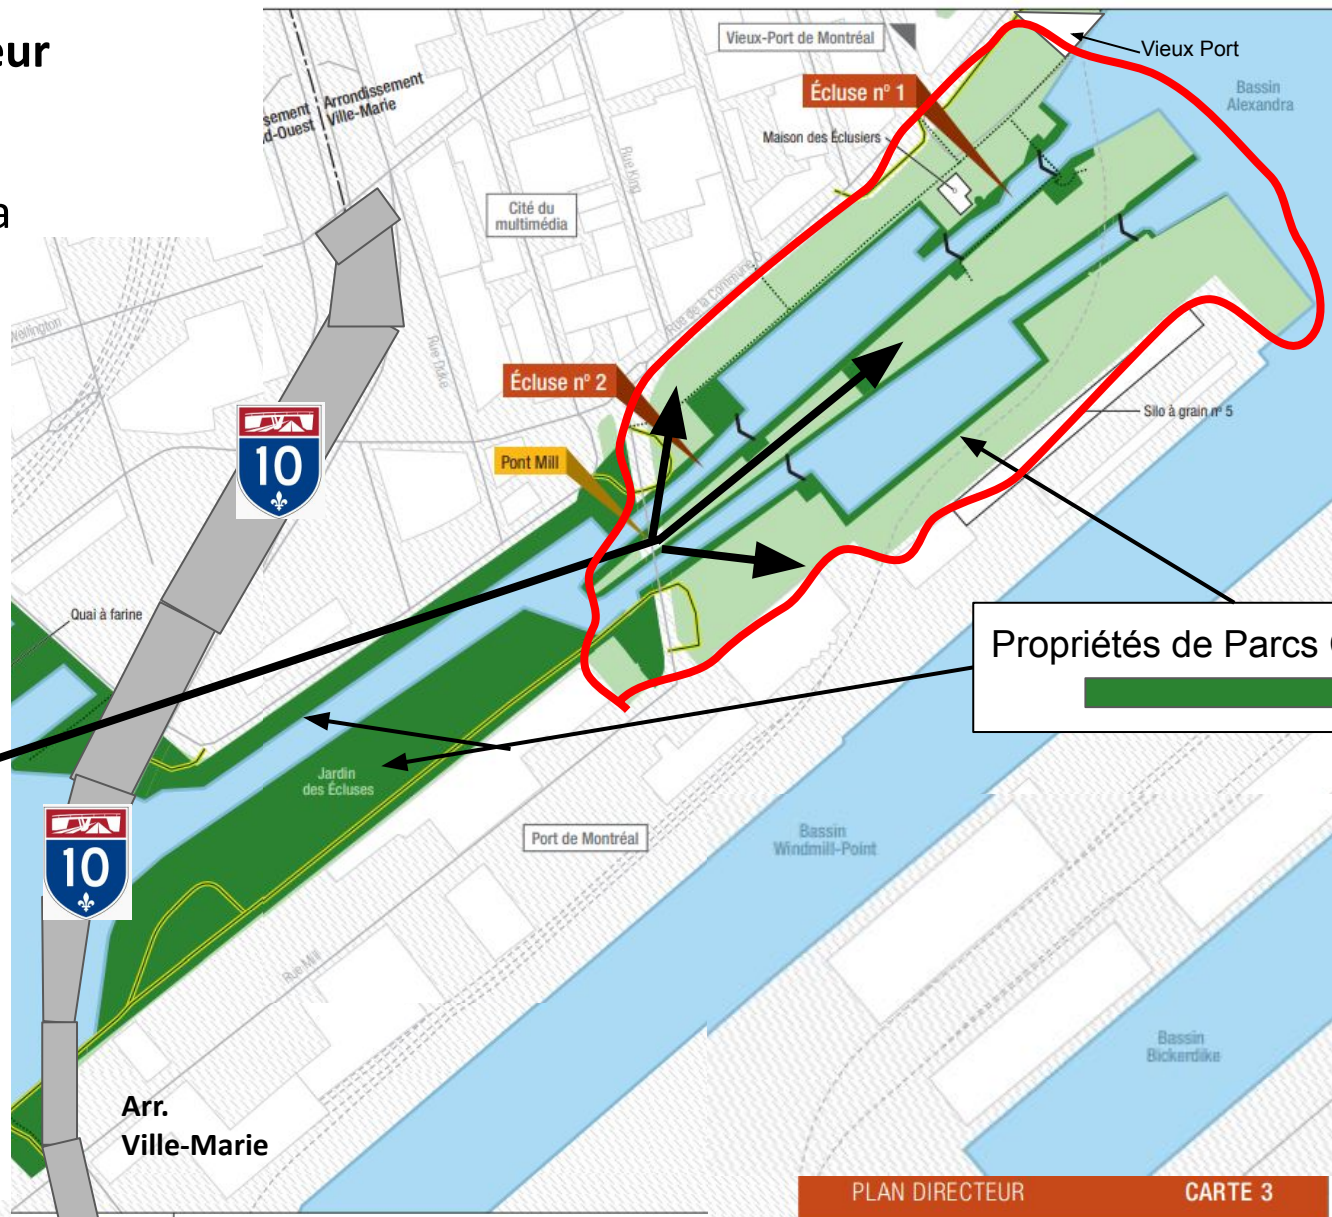 eur
a
Vieux-Port de Montréal
Vieux Port
Écluse nº 1
Bassin
Alexandra
Arrondissement
Ville-Marie
Maison des Éclusiers
Rue King
Cité du
multimédia
Rue de la Commune O
Wellington
Rue Duke
Écluse nº 2
Silo à grain nº 5
10
Pont Mill
Quai à farine
Propriétés de Parcs
Jardin
des Écluses
10
Port de Montréal
Bassin
Windmill-Point
Rue Mill
Bassin
Bickerdike
Arr.
Ville-Marie
PLAN DIRECTEUR
CARTE 3